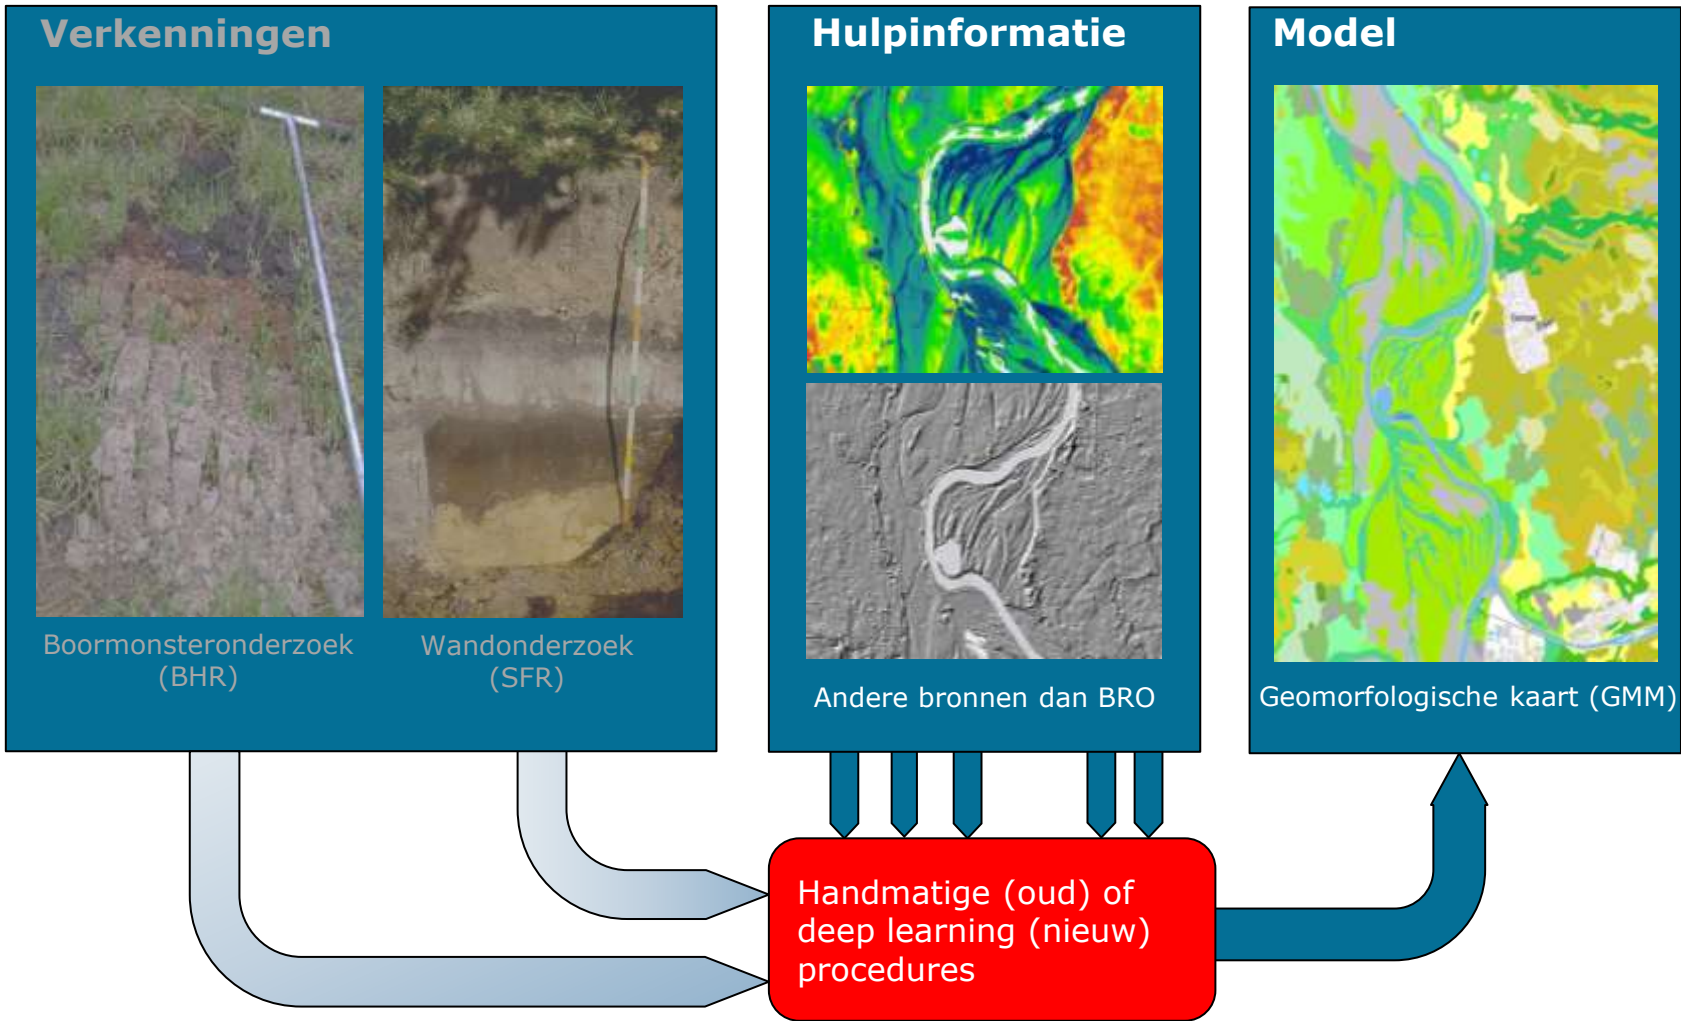 Verkenningen
Boormonsteronderzoek
(BHR)
Wandonderzoek
(SFR)
Hulpinformatie
Andere bronnen dan BRO
Model
Geomorfologische kaart (GMM)
Handmatige (oud) of
deep learning (nieuw)
procedures